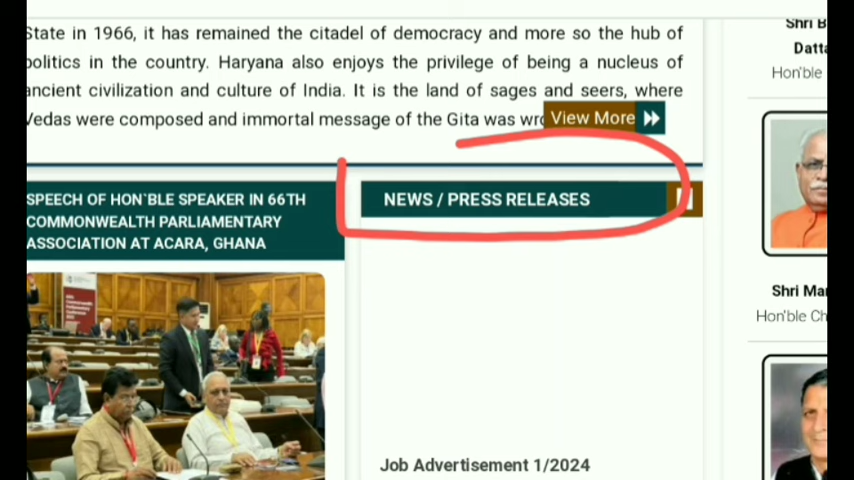 State in 1966, it has remained the citadel of democracy and more so the hub of
politics in the country. Haryana also enjoys the privilege of being a nucleus of
ancient civilization and culture of India. It is the land of sages and seers, where
Vedas were composed and immortal message of the Gita was
View More
SPEECH OF HON`BLE SPEAKER IN 66TH
COMMONWEALTH PARLIAMENTARY
ASSOCIATION AT ACARA, GHANA
NEWS / PRESS RELEASES
Job Advertisement 1/2024
Shri B
Datta
Hon'ble
Shri Ma
Hon'ble Ch